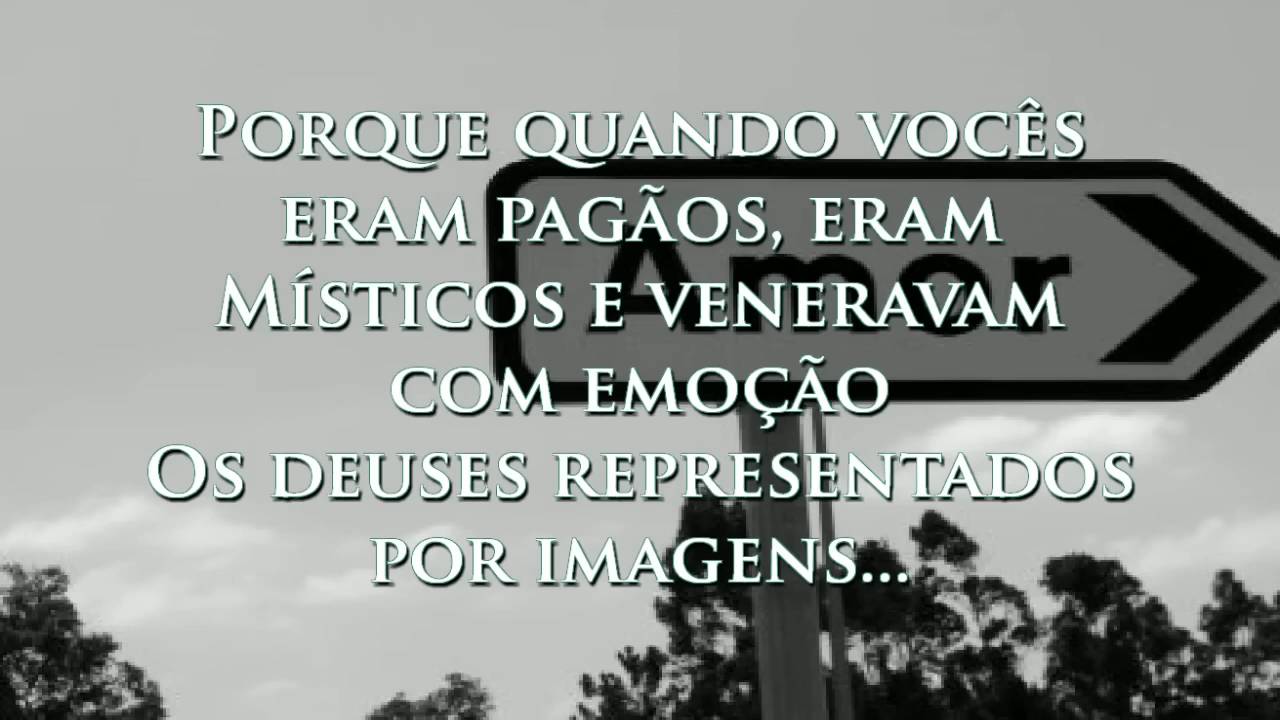 Porque quando vocês
eram pagãos, eram
Místicos e veneravam
com emoção
Os deuses representados
por imagens...
Amor